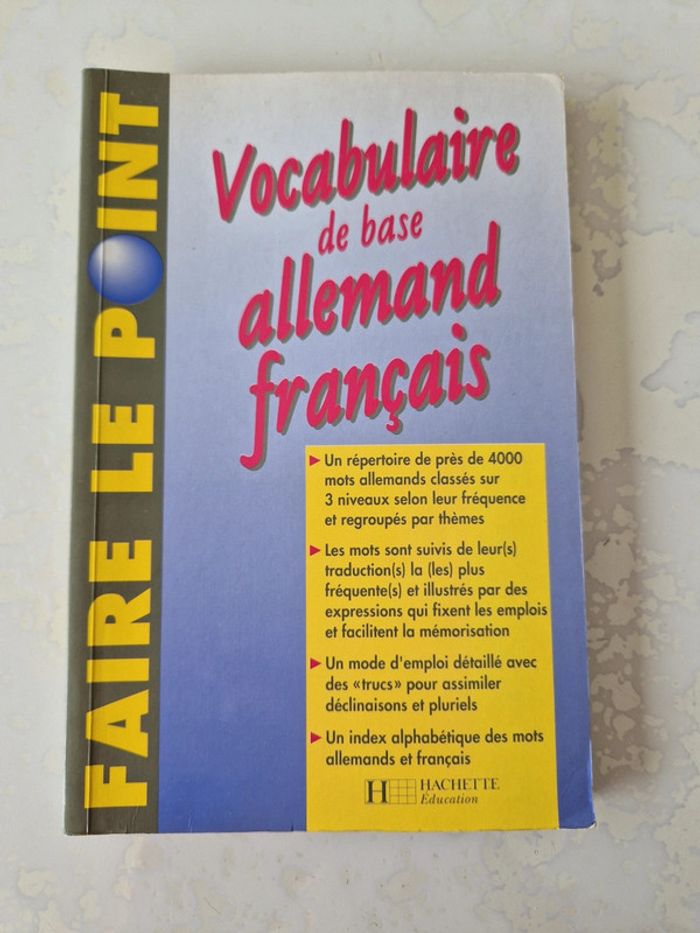 FAIRE LE POINT
Vocabulaire
de base
allemand
français
► Un répertoire de près de 4000
mots allemands classés sur
3 niveaux selon leur fréquence
et regroupés par thèmes
► Les mots sont suivis de leur(s)
traduction(s) la (les) plus
fréquente(s) et illustrés par des
expressions qui fixent les emplois
et facilitent la mémorisation
► Un mode d'emploi détaillé avec
des «trucs» pour assimiler
déclinaisons et pluriels
► Un index alphabétique des mots
allemands et français
H HACHETTE
Éducation